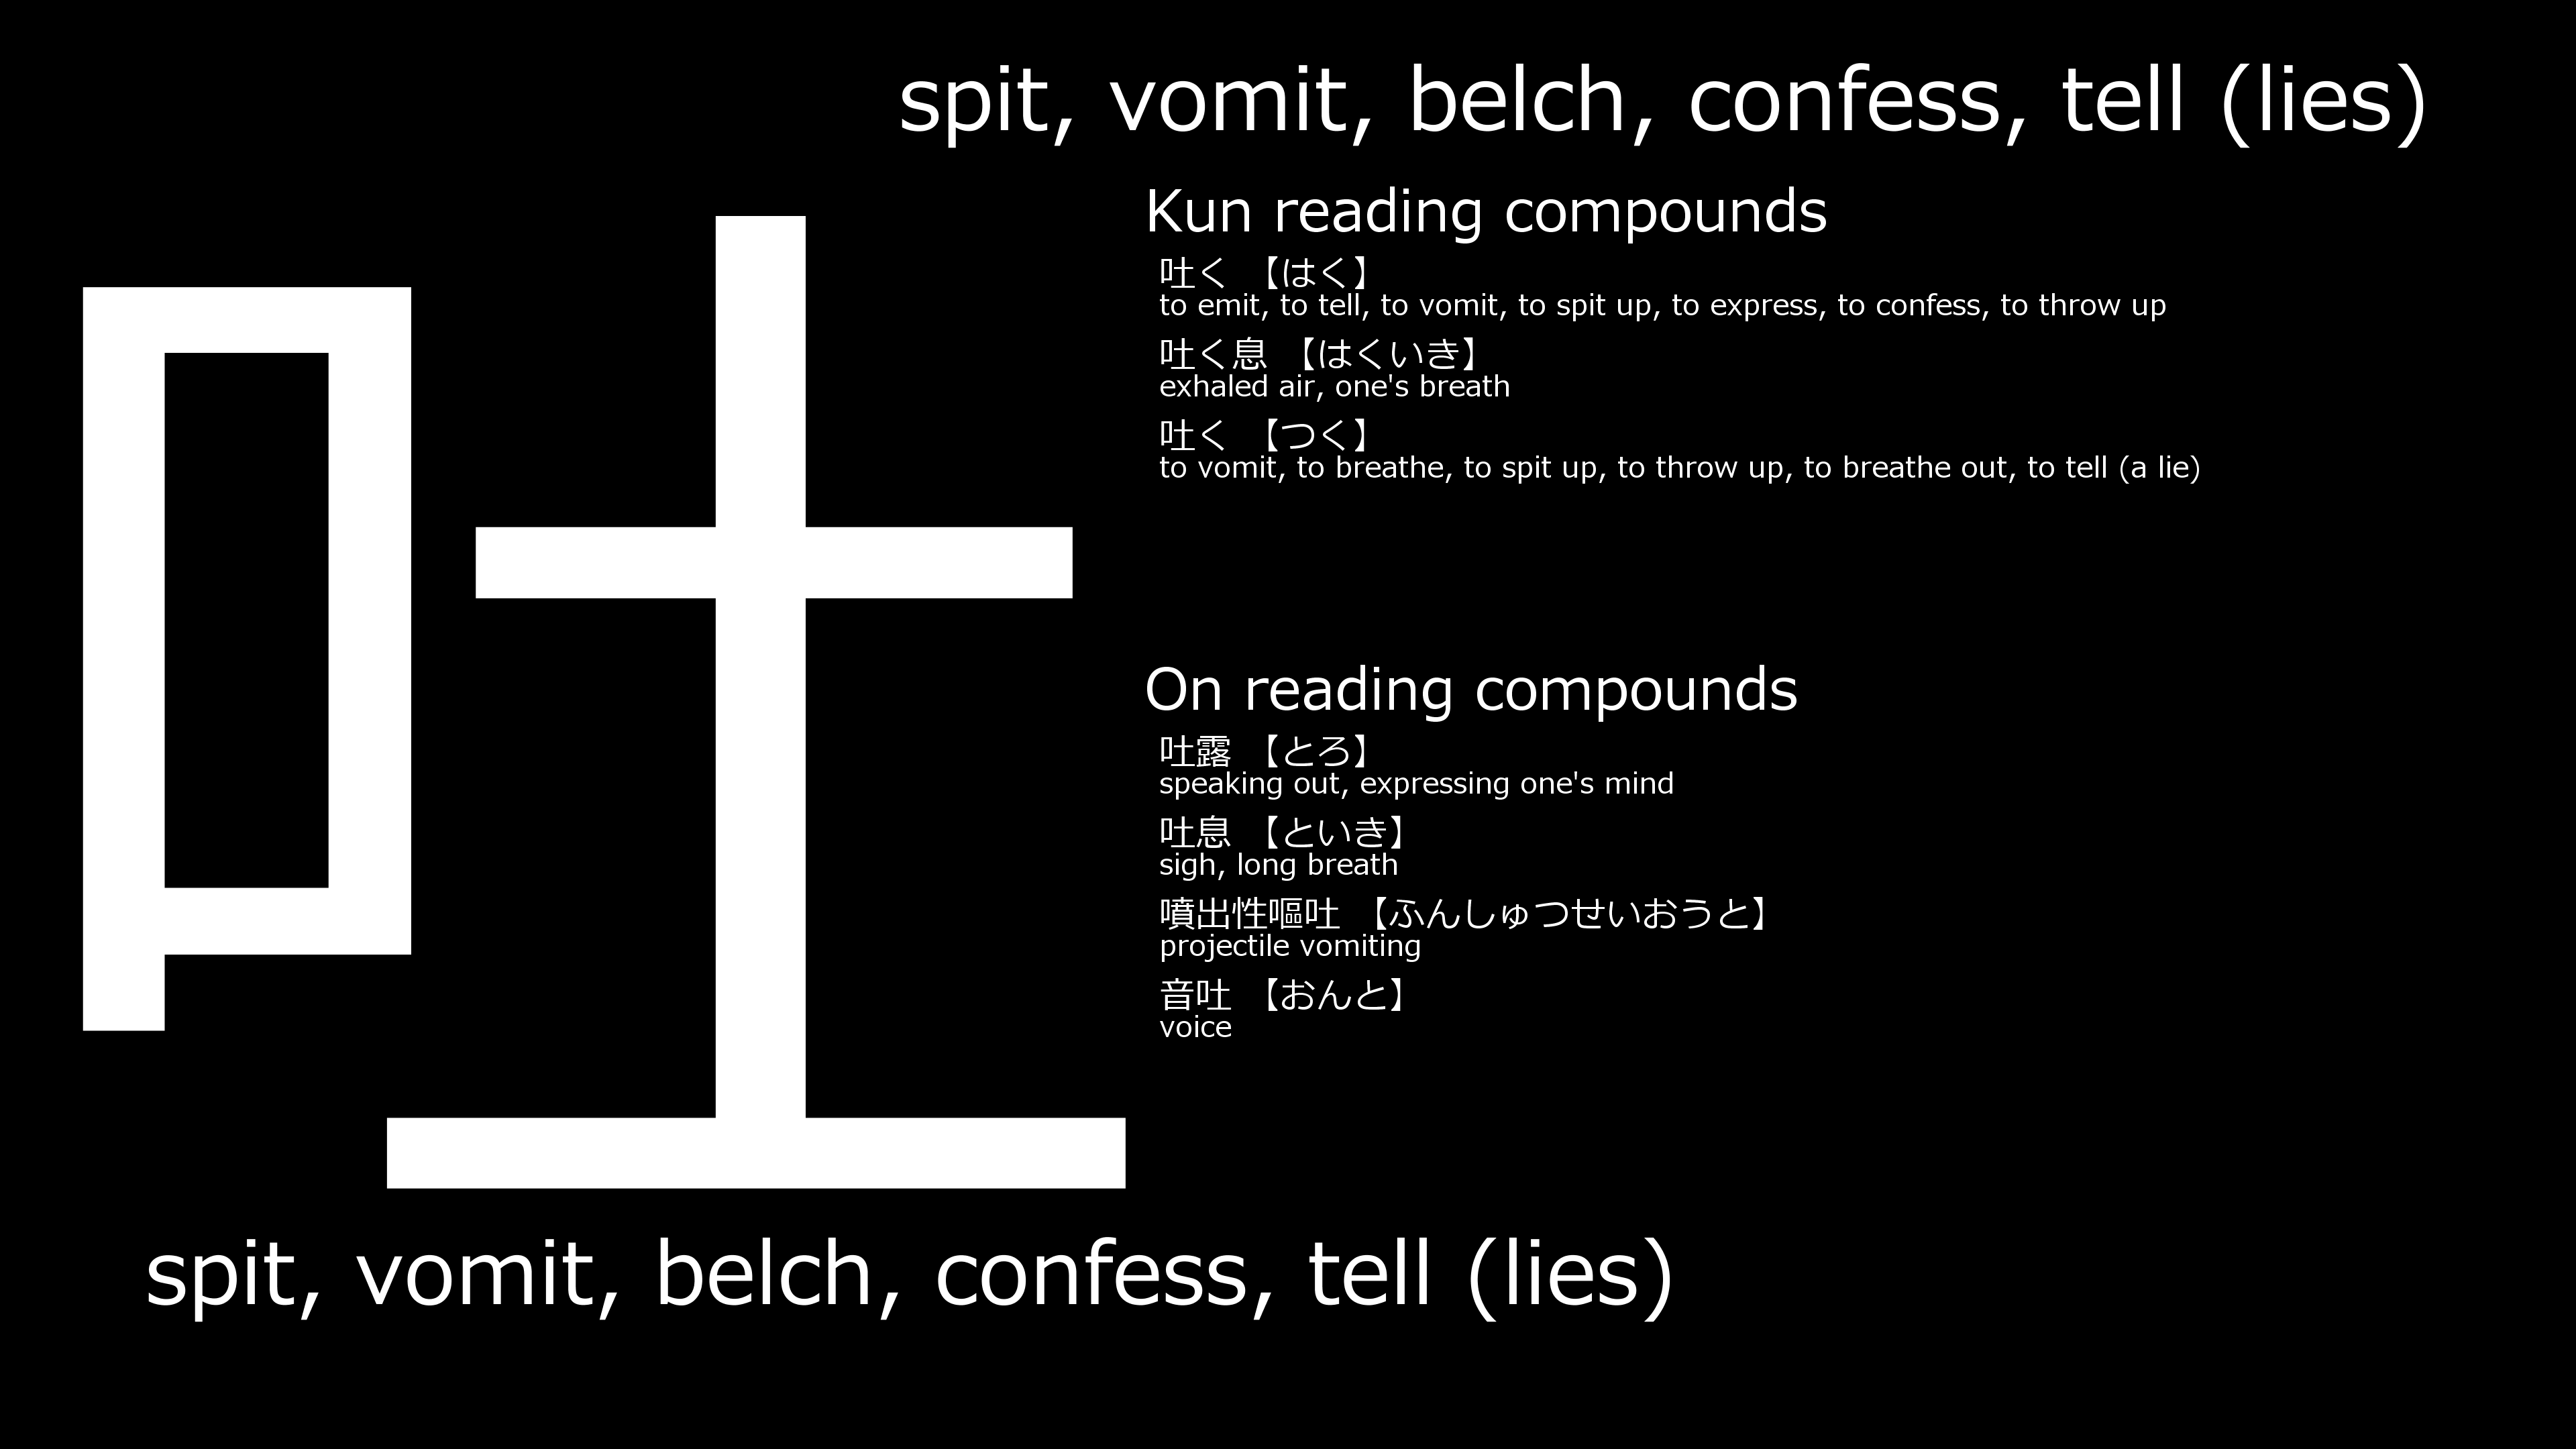 spit, vomit, belch, confess, tell (lies)
吐
Kun reading compounds
吐く 【はく】
to emit, to tell, to vomit, to spit up, to express, to confess, to throw up
吐く息 【はくいき】
exhaled air, one's breath
吐く 【つく】
to vomit, to breathe, to spit up, to throw up, to breathe out, to tell (a lie)
On reading compounds
吐露 【とろ】
speaking out, expressing one's mind
吐息 【といき】
sigh, long breath
噴出性嘔吐 【ふんしゅつせいおうと】
projectile vomiting
音吐 【おんと】
voice
spit, vomit, belch, confess, tell (lies)